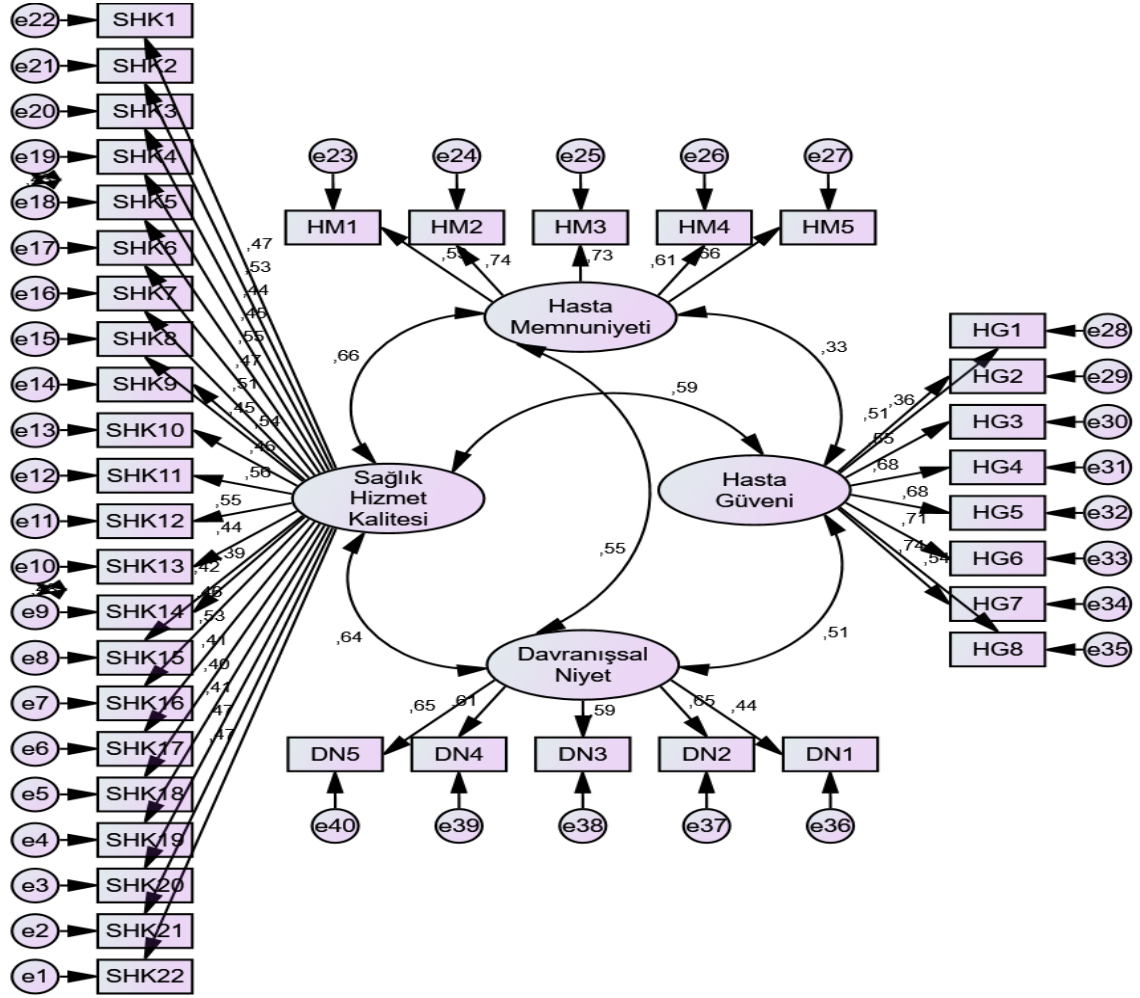 e22 SHK1
e21 SHK2
e20 SHK3
e19 SHK4
e18 SHK5
e17 SHK6
e16 SHK7
e15 SHK8
e14 SHK9
e13 SHK10
e12 SHK11
e11 SHK12
e10 SHK13
e9 SHK14
e8 SHK15
e7 SHK16
e6 SHK17
e5 SHK18
e4 SHK19
e3 SHK20
e2 SHK21
e1 SHK22
,47
,53
,44
,46
,55
,47
,51
,45
,54
,46
,56
,55
,44
,39
,42
,53
,41
,40
,41
,47
,47
e23 e24 e25 e26 e27
HM1 HM2 HM3 HM4 HM5
,74 ,73 ,61 ,66
Hasta
Memnuniyeti
,66
,33
,59
Sağlık
Hizmet
Kalitesi
Hasta
Güveni
,55
,64
,51
HG1 e28
HG2 e29
HG3 e30
HG4 e31
HG5 e32
HG6 e33
HG7 e34
HG8 e35
,36
,51
,55
,68
,68
,71
,74
,54
Davranışsal
Niyet
,65 ,61 ,59 ,65 ,44
DN5 DN4 DN3 DN2 DN1
e40 e39 e38 e37 e36